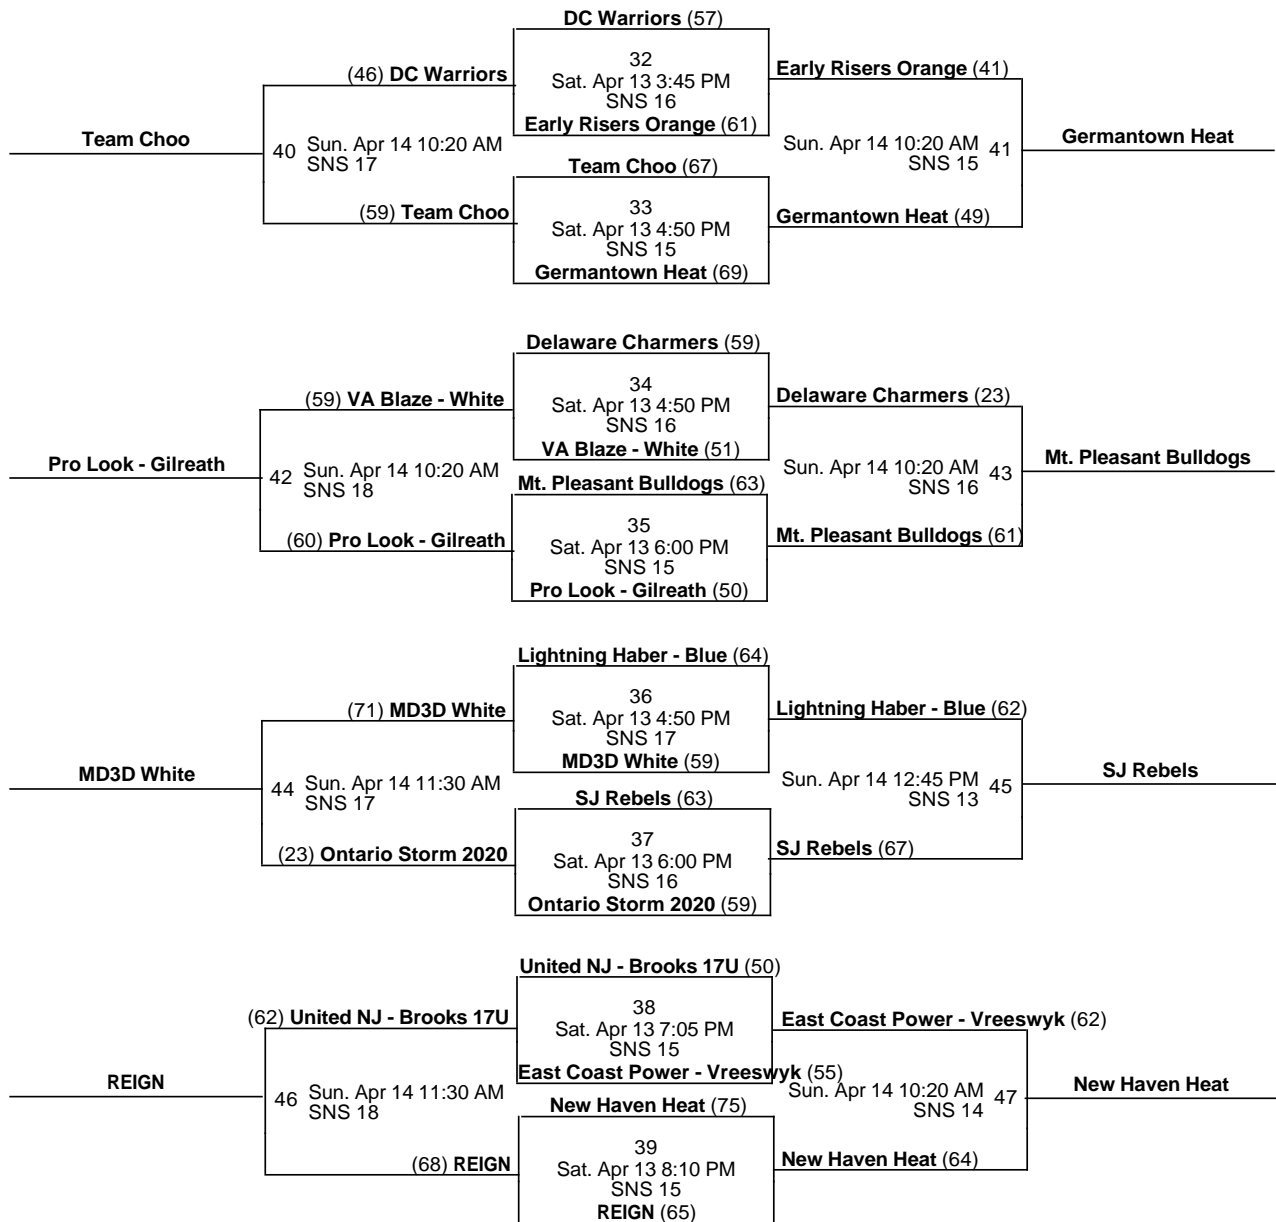 DC Warriors (57)
32
Sat. Apr 13 3:45 PM
SNS 16
Early Risers Orange (61)
(46) DC Warriors
Early Risers Orange (41)
Team Choo
40 Sun. Apr 14 10:20 AM
SNS 17
Sun. Apr 14 10:20 AM 41
SNS 15
Germantown Heat
Team Choo (67)
33
Sat. Apr 13 4:50 PM
SNS 15
Germantown Heat (69)
(59) Team Choo
Germantown Heat (49)
Delaware Charmers (59)
34
Sat. Apr 13 4:50 PM
SNS 16
VA Blaze - White (51)
(59) VA Blaze - White
Delaware Charmers (23)
Pro Look - Gilreath
42 Sun. Apr 14 10:20 AM
SNS 18
Sun. Apr 14 10:20 AM 43
SNS 16
Mt. Pleasant Bulldogs
Mt. Pleasant Bulldogs (63)
35
Sat. Apr 13 6:00 PM
SNS 15
Pro Look - Gilreath (50)
(60) Pro Look - Gilreath
Mt. Pleasant Bulldogs (61)
Lightning Haber - Blue (64)
36
Sat. Apr 13 4:50 PM
SNS 17
MD3D White (59)
(71) MD3D White
Lightning Haber - Blue (62)
MD3D White
44 Sun. Apr 14 11:30 AM
SNS 17
Sun. Apr 14 12:45 PM 45
SNS 13
SJ Rebels
SJ Rebels (63)
37
Sat. Apr 13 6:00 PM
SNS 16
Ontario Storm 2020 (59)
(23) Ontario Storm 2020
SJ Rebels (67)
United NJ - Brooks 17U (50)
38
Sat. Apr 13 7:05 PM
SNS 15
East Coast Power - Vreeswyk (55)
(62) United NJ - Brooks 17U
East Coast Power - Vreeswyk (62)
REIGN
46 Sun. Apr 14 11:30 AM
SNS 18
Sun. Apr 14 10:20 AM 47
SNS 14
New Haven Heat
New Haven Heat (75)
39
Sat. Apr 13 8:10 PM
SNS 15
REIGN (65)
(68) REIGN
New Haven Heat (64)